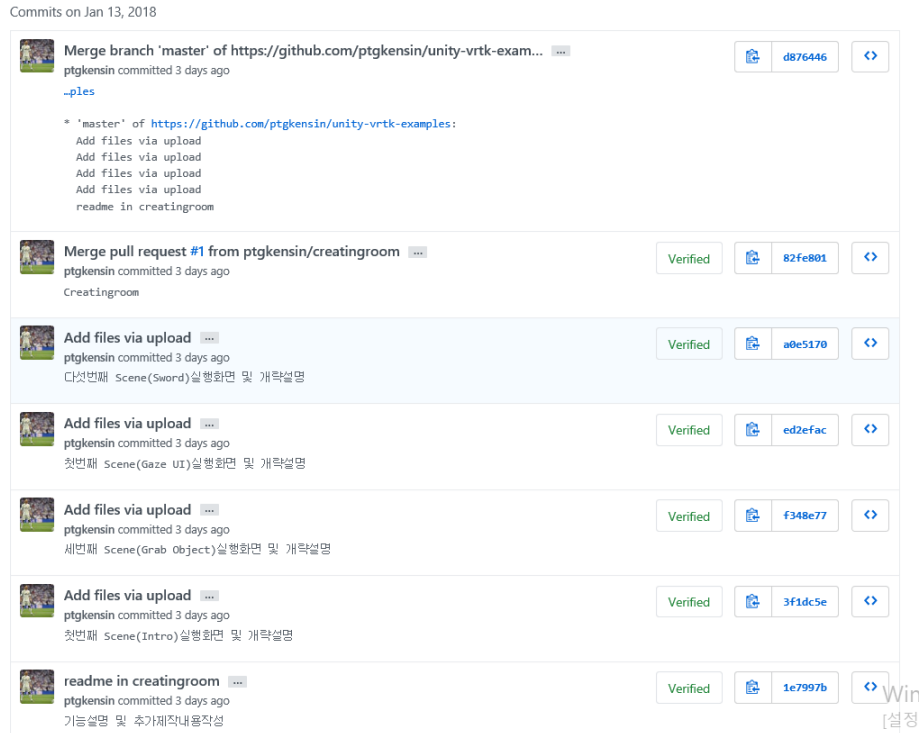 Commits on Jan 13, 2018
Merge branch 'master' of https://github.com/ptgkensin/unity-vrtk-exam... …
ptgkensin committed 3 days ago
…ples
* 'master' of https://github.com/ptgkensin/unity-vrtk-examples:
Add files via upload
Add files via upload
Add files via upload
Add files via upload
readme in creatingroom
d876446
Merge pull request #1 from ptgkensin/creatingroom …
ptgkensin committed 3 days ago
Creatingroom
Verified
82fe801
Add files via upload …
ptgkensin committed 3 days ago
다섯번째 Scene(Sword)실행화면 및 개략설명
Verified
a0e5170
Add files via upload …
ptgkensin committed 3 days ago
첫번째 Scene(Gaze UI)실행화면 및 개략설명
Verified
ed2efac
Add files via upload …
ptgkensin committed 3 days ago
세번째 Scene(Grab Object)실행화면 및 개략설명
Verified
f348e77
Add files via upload …
ptgkensin committed 3 days ago
첫번째 Scene(Intro)실행화면 및 개략설명
Verified
3f1dc5e
readme in creatingroom …
ptgkensin committed 3 days ago
기능설명 및 추가제작내용작성
Verified
1e7997b
Win
[설정